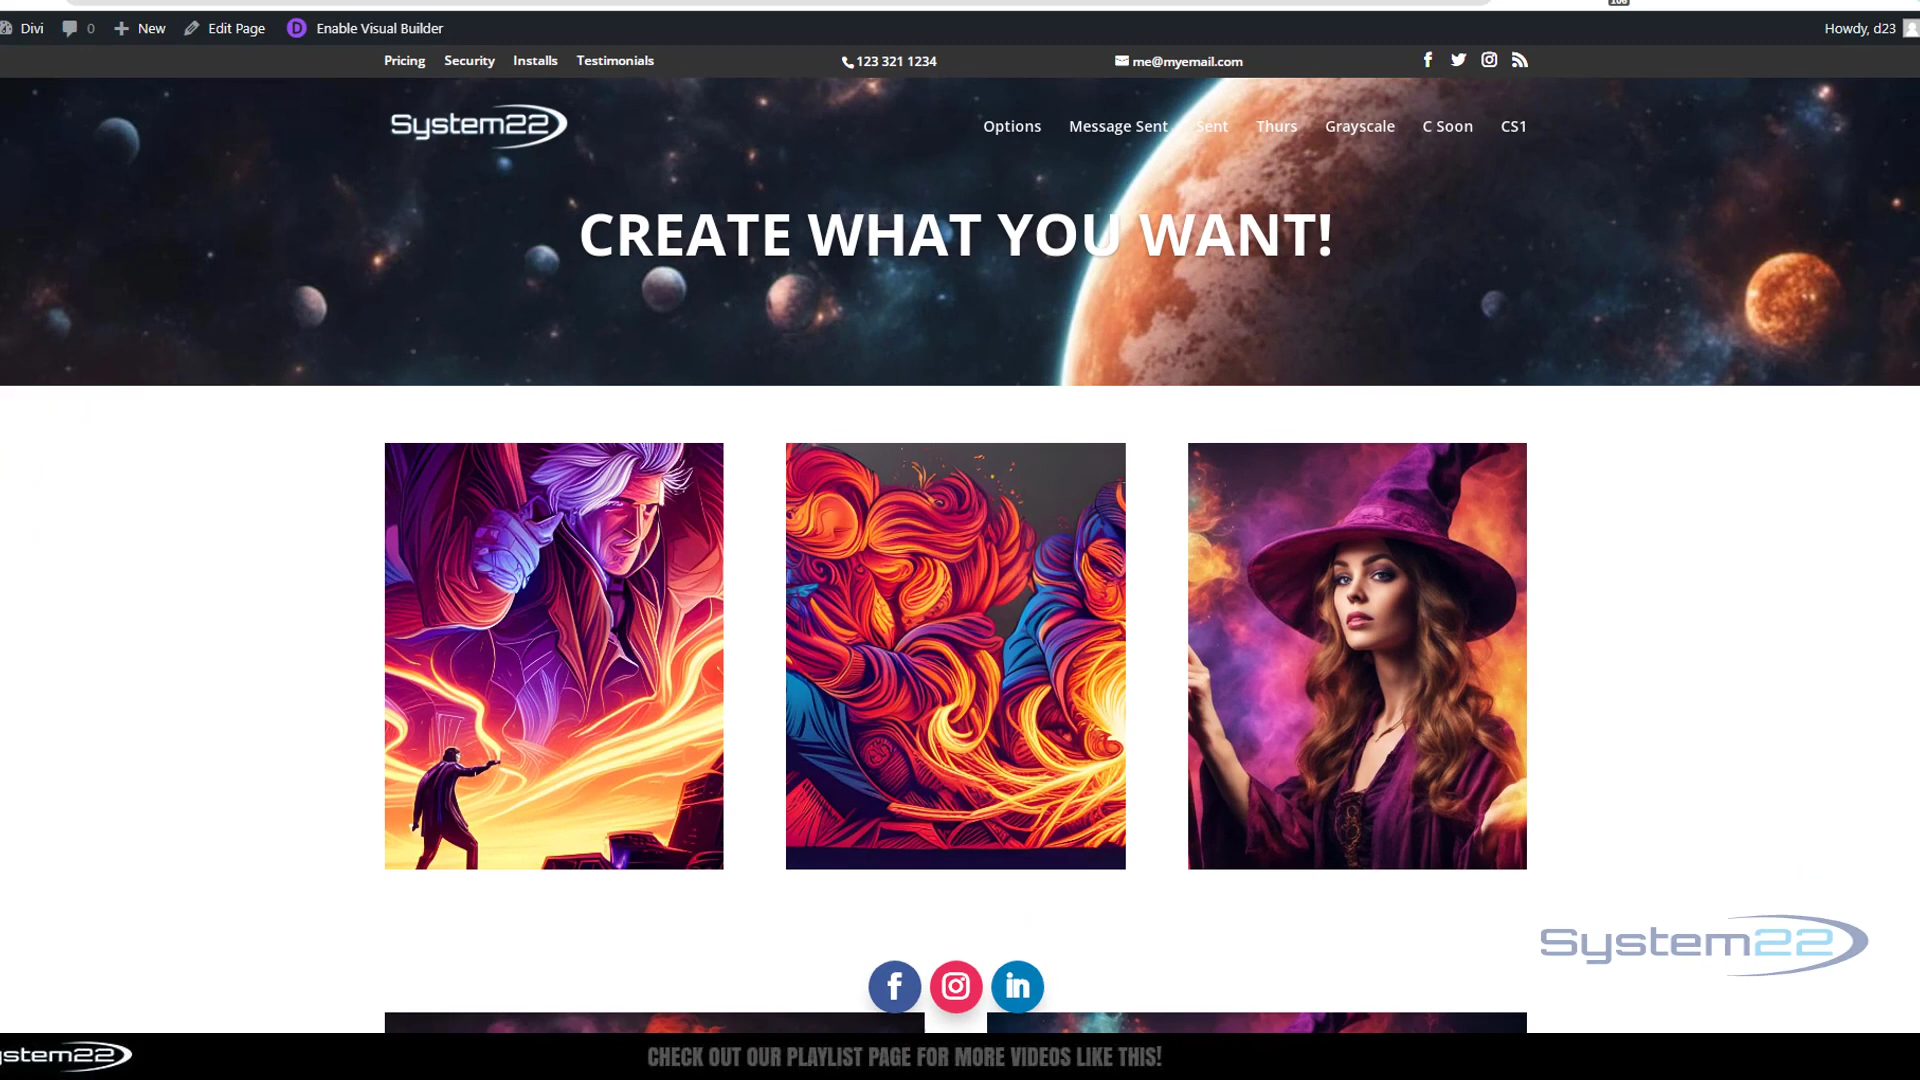 106
Divi 0 New Edit Page D Enable Visual Builder Howdy, d23
Pricing Security Installs Testimonials 123 321 1234 me@myemail.com
System22 Options Message Sent Sent Thurs Grayscale C Soon CS1
CREATE WHAT YOU WANT!
System22
f in
stem22 CHECK OUT OUR PLAYLIST PAGE FOR MORE VIDEOS LIKE THIS!